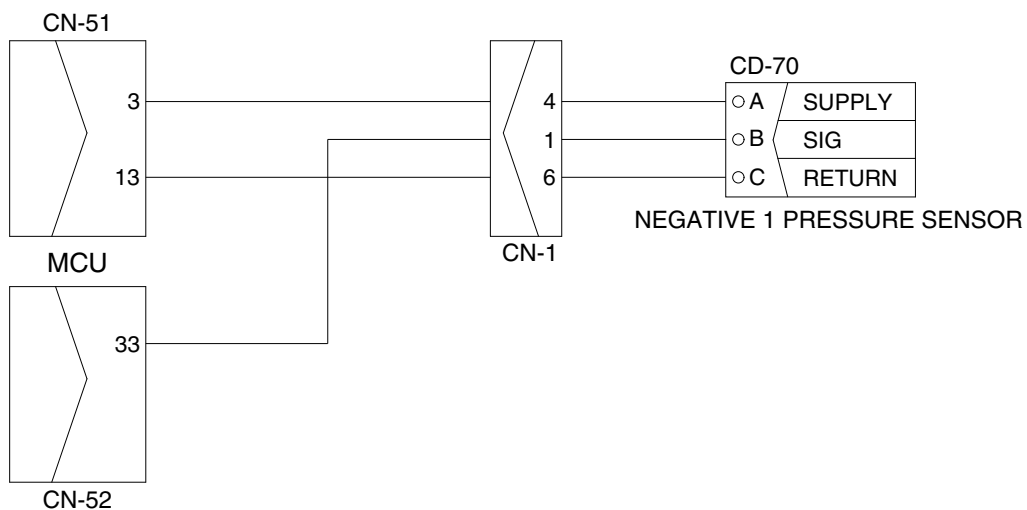 CN-51
CD-70
3
4
A
SUPPLY
1
B
SIG
13
6
C
RETURN
NEGATIVE 1 PRESSURE SENSOR
CN-1
MCU
33
CN-52